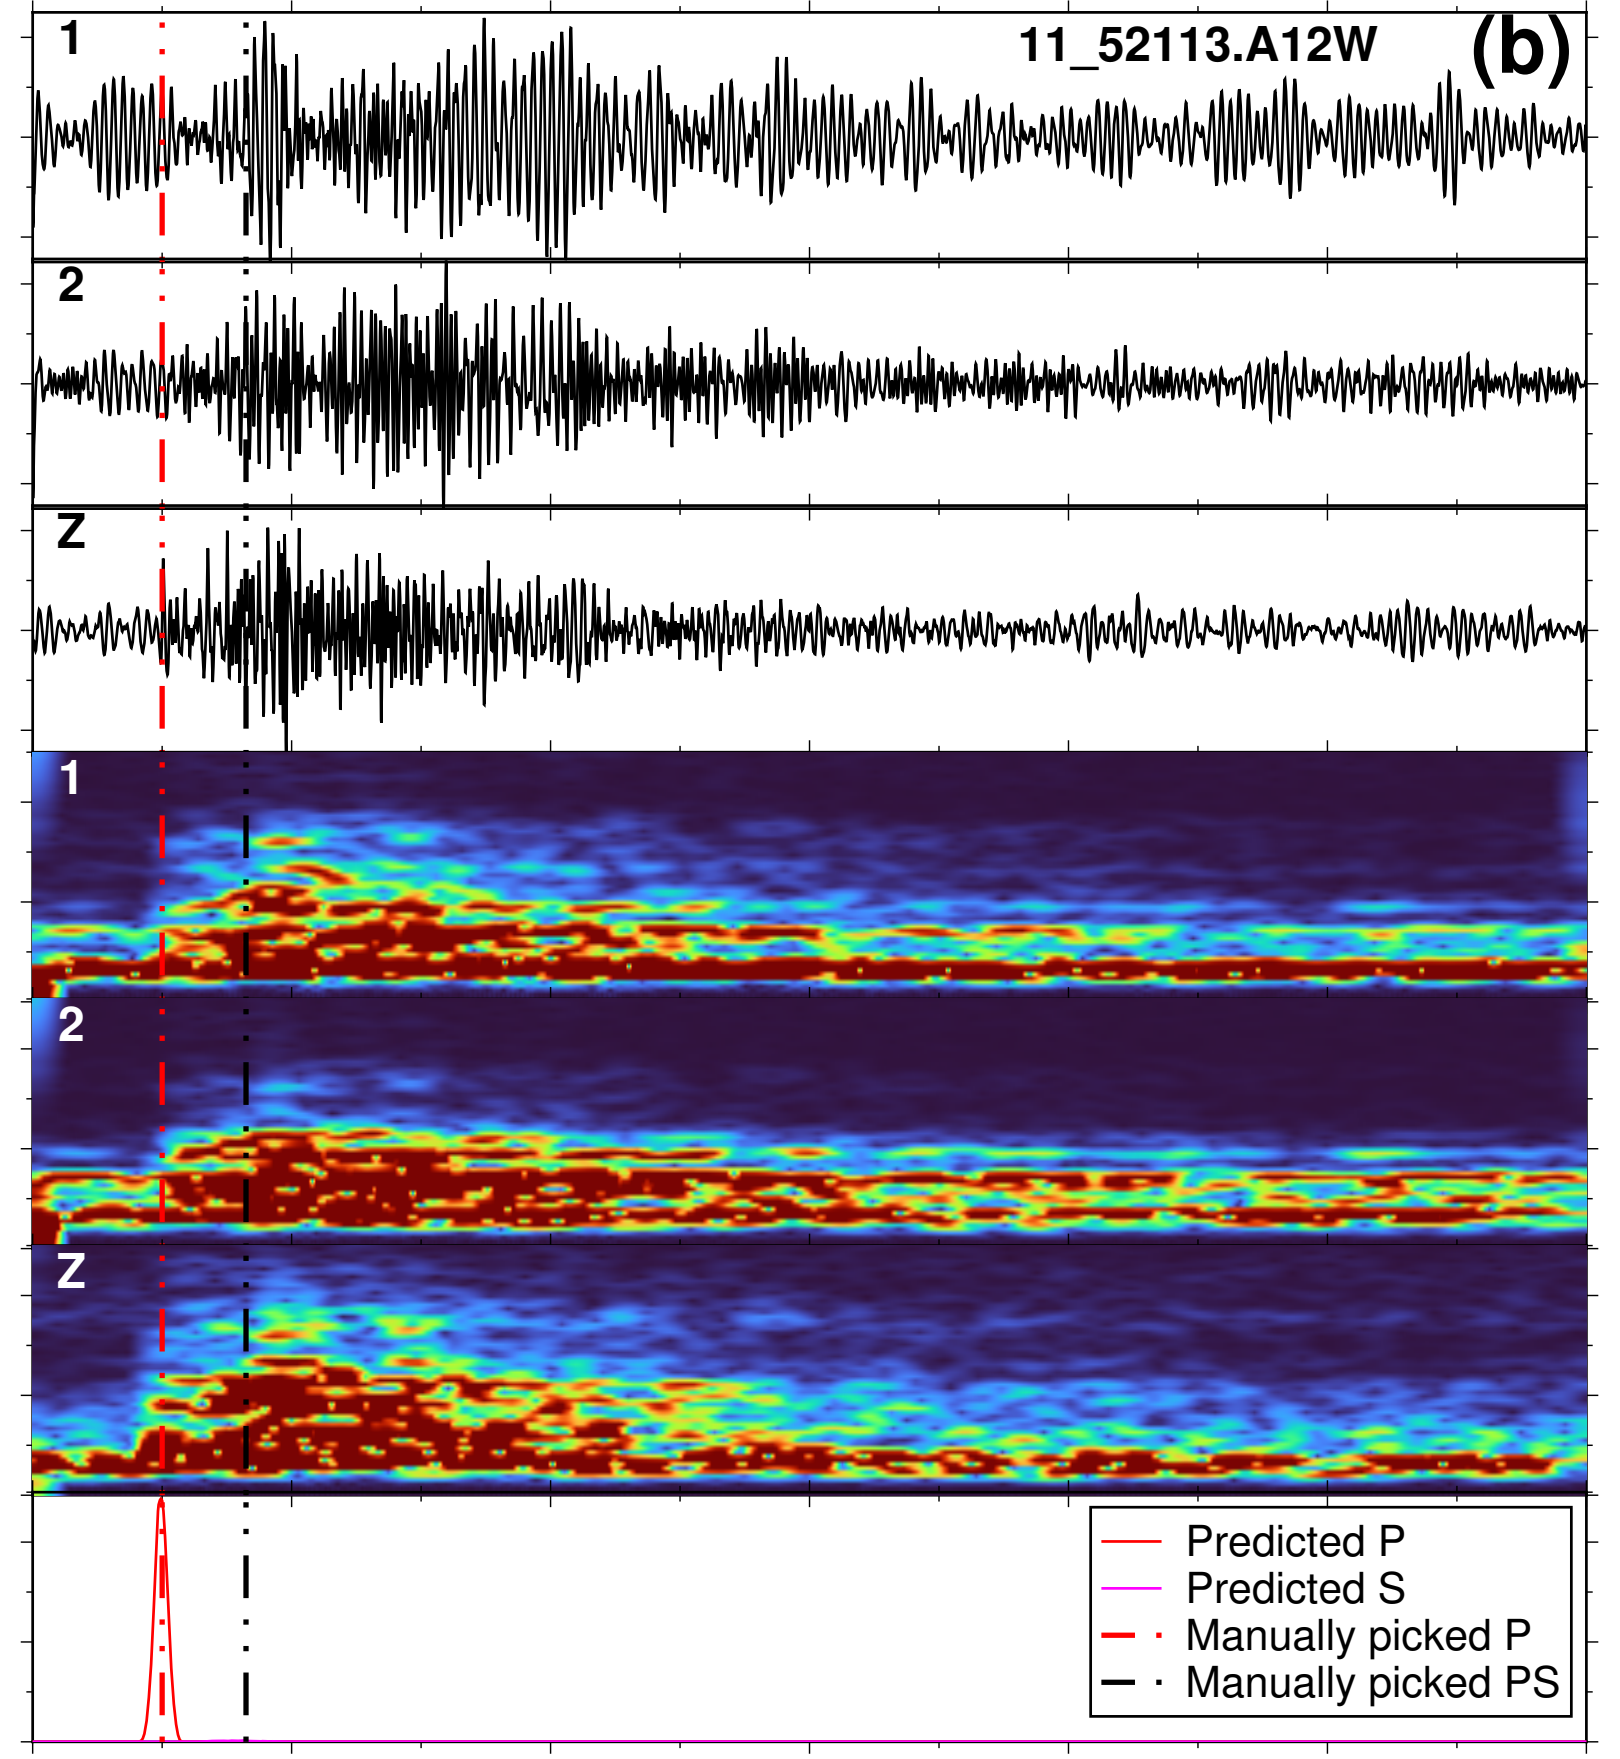 1
11_52113.A12W
(b)
2
Z
1
2
Z
Predicted P
Predicted S
Manually picked P
Manually picked PS